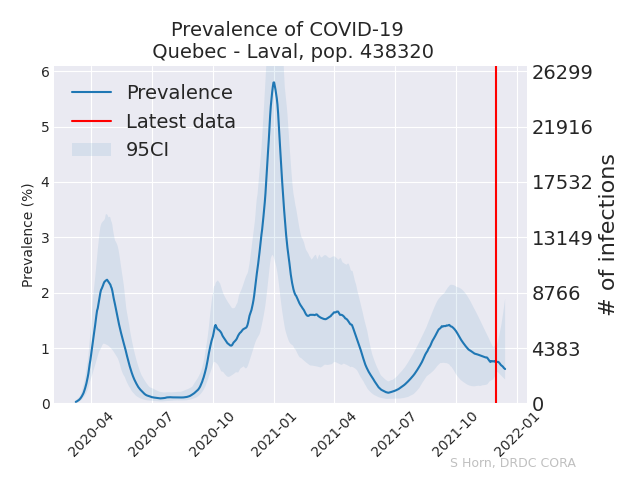 Prevalence of COVID-19
Quebec - Laval, pop. 438320
Prevalence
Latest data
95CI
Prevalence (%)
6
5
4
3
2
1
0
26299
21916
17532
13149
8766
4383
0
# of infections
2020-04
2020-07
2020-10
2021-01
2021-04
2021-07
2021-10
2022-01
S Horn, DRDC CORA